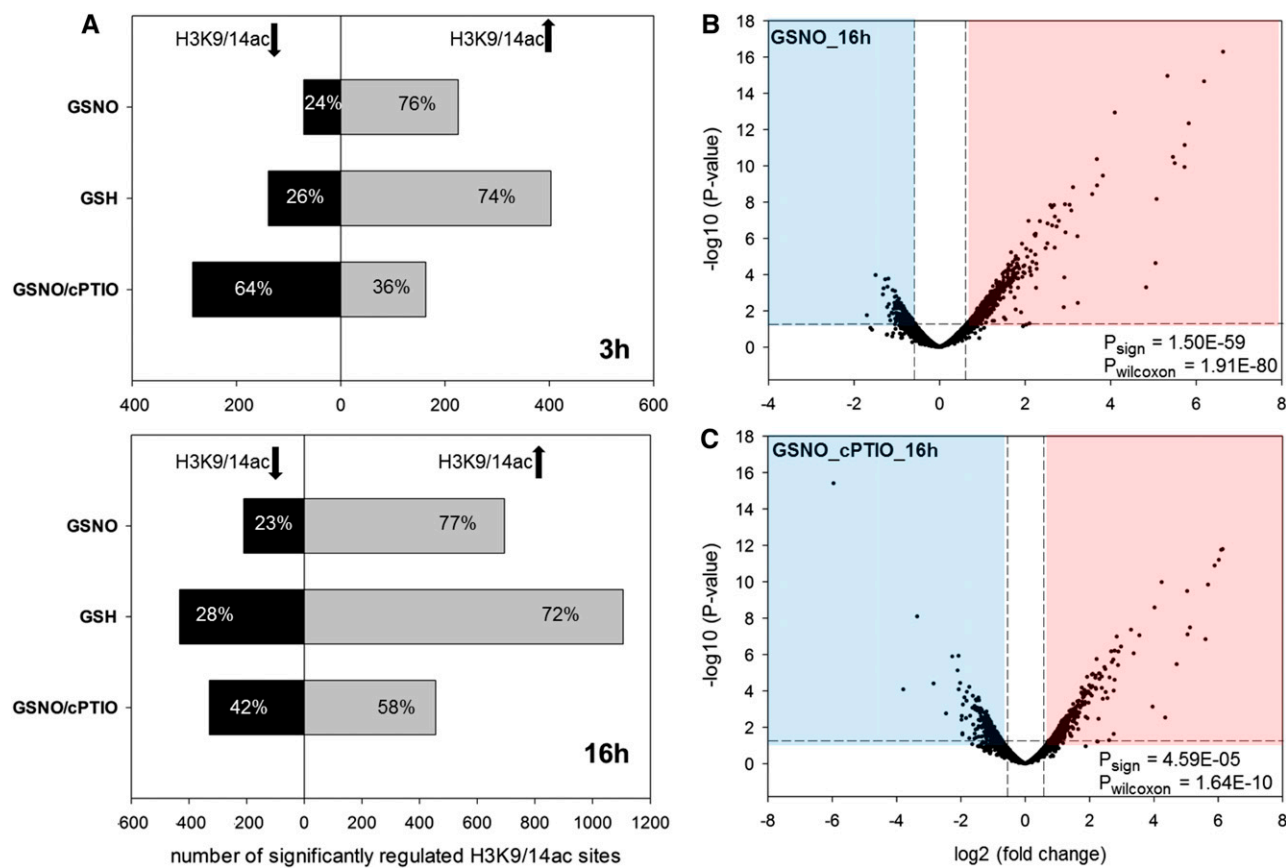 A
H3K9/14ac
H3K9/14ac
GSNO
24%
76%
GSH
26%
74%
GSNO/cPTIO
64%
36%
3h
400 200 0 200 400 600
H3K9/14ac
H3K9/14ac
GSNO
23%
77%
GSH
28%
72%
GSNO/cPTIO
42%
58%
16h
600 400 200 0 200 400 600 800 1000 1200
number of significantly regulated H3K9/14ac sites
B
GSNO_16h
18
16
14
12
10
8
6
4
2
0
-log10 (P-value)
Psign = 1.50E-59
Pwilcoxon = 1.91E-80
-4 -2 0 2 4 6 8
C
GSNO_cPTIO_16h
18
16
14
12
10
8
6
4
2
0
-log10 (P-value)
Psign = 4.59E-05
Pwilcoxon = 1.64E-10
-8 -6 -4 -2 0 2 4 6 8
log2 (fold change)